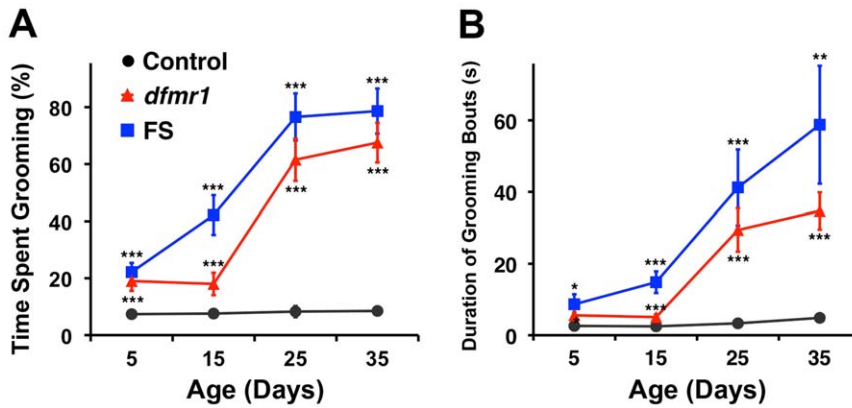 A
Time Spent Grooming (%)
Control
dfmr1
FS
80
60
40
20
0
***
***
***
***
***
***
***
***
5 15 25 35
Age (Days)
B
Duration of Grooming Bouts (s)
60
40
20
0
*
*
***
***
***
***
**
***
5 15 25 35
Age (Days)